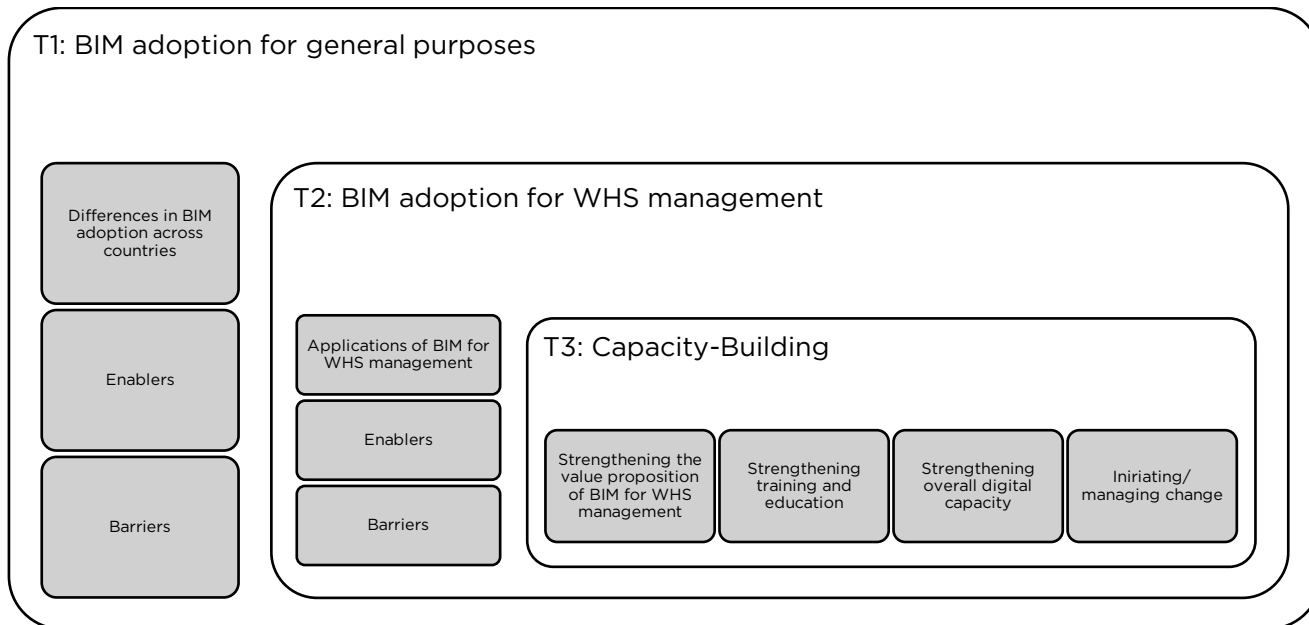 T1: BIM adoption for general purposes
Differences in BIM
adoption across
countries
Enablers
Barriers
T2: BIM adoption for WHS management
Applications of BIM for
WHS management
Enablers
Barriers
T3: Capacity-Building
Strengthening the
value proposition
of BIM for WHS
management
Strengthening
training and
education
Strengthening
overall digital
capacity
Iniriating/
managing change